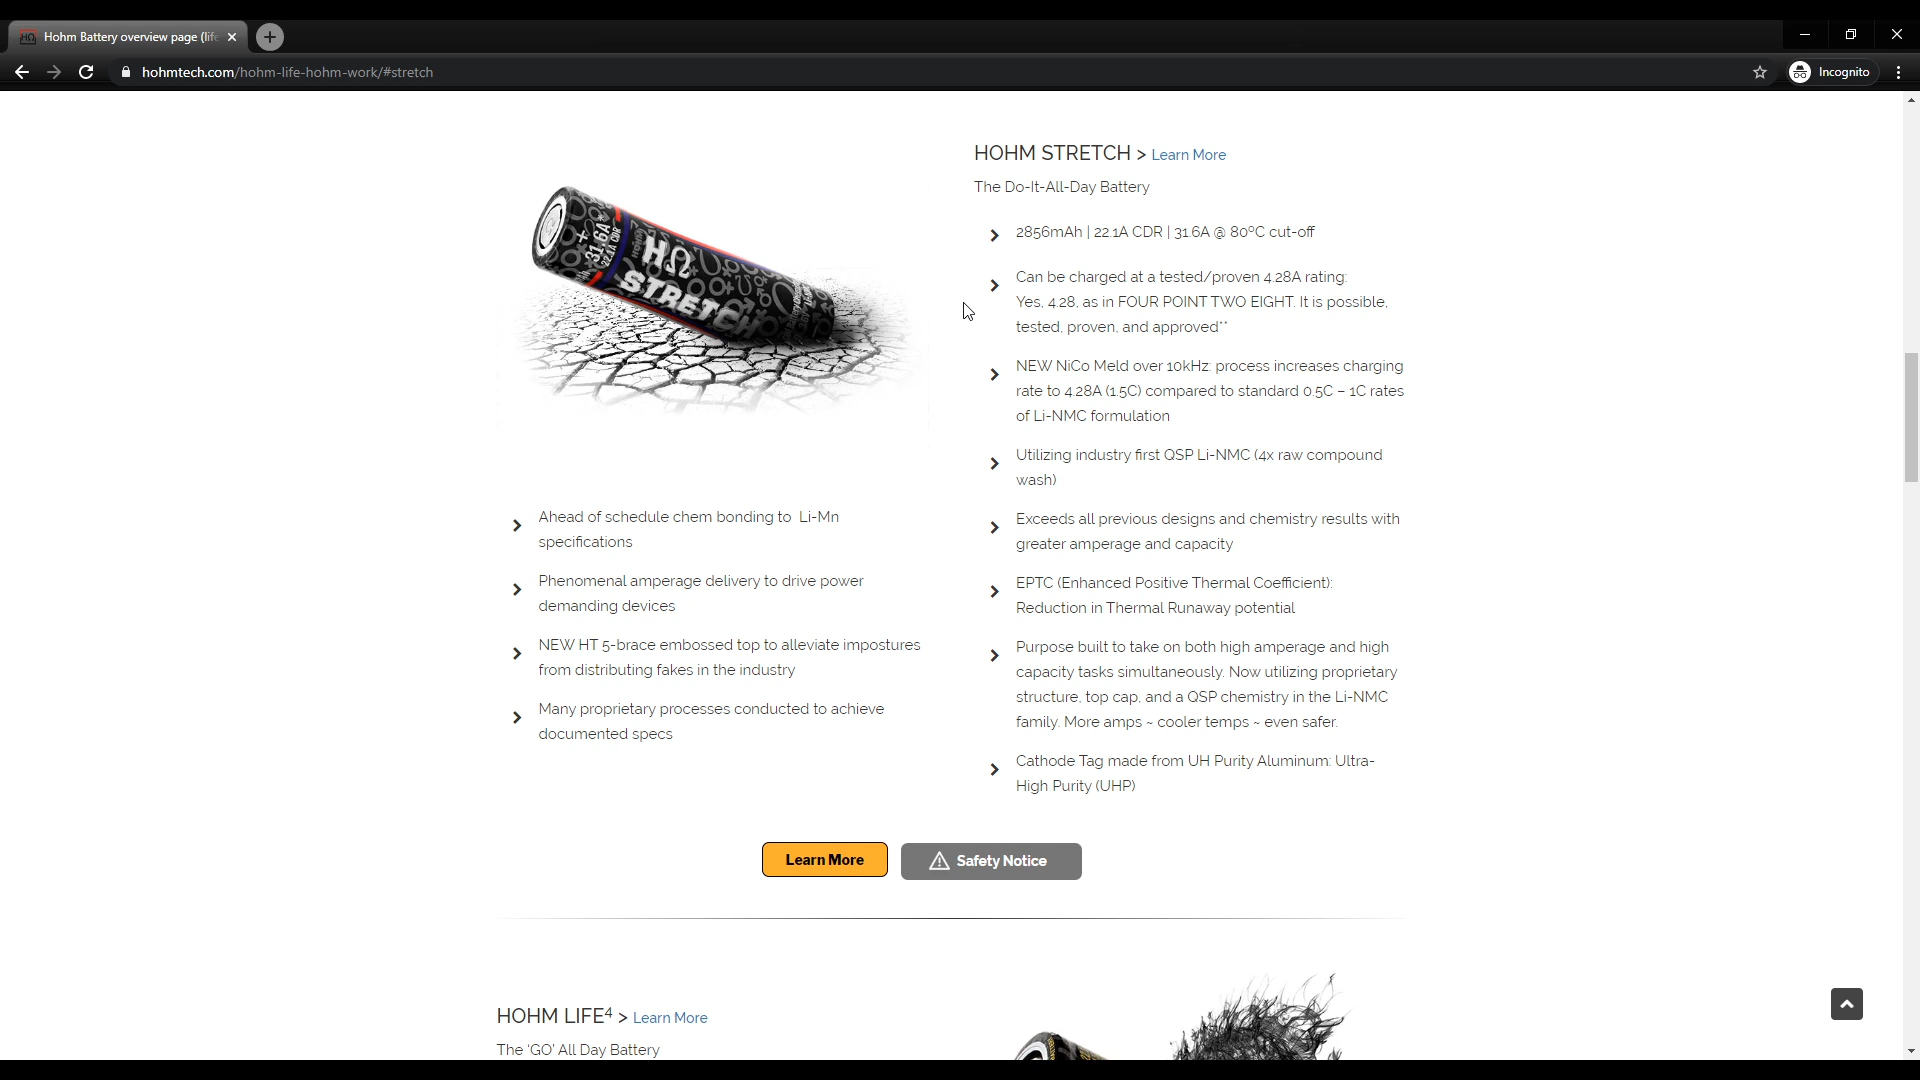 Hohm Battery overview page (life
hohmtech.com/hohm-life-hohm-work/#stretch
Incognito
+
31.6A*
22.1A CDR
HΩ
STRETCH
HOHM STRETCH > Learn More
The Do-It-All-Day Battery
2856mAh | 22.1A CDR | 31.6A @ 80ºC cut-off
Can be charged at a tested/proven 4.28A rating:
Yes, 4.28, as in FOUR POINT TWO EIGHT. It is possible,
tested, proven, and approved**
NEW NiCo Meld over 10kHz: process increases charging
rate to 4.28A (1.5C) compared to standard 0.5C – 1C rates
of Li-NMC formulation
Utilizing industry first QSP Li-NMC (4x raw compound
wash)
Exceeds all previous designs and chemistry results with
greater amperage and capacity
EPTC (Enhanced Positive Thermal Coefficient):
Reduction in Thermal Runaway potential
Purpose built to take on both high amperage and high
capacity tasks simultaneously. Now utilizing proprietary
structure, top cap, and a QSP chemistry in the Li-NMC
family. More amps ~ cooler temps ~ even safer.
Cathode Tag made from UH Purity Aluminum: Ultra-
High Purity (UHP)
Ahead of schedule chem bonding to Li-Mn
specifications
Phenomenal amperage delivery to drive power
demanding devices
NEW HT 5-brace embossed top to alleviate impostures
from distributing fakes in the industry
Many proprietary processes conducted to achieve
documented specs
Learn More
Safety Notice
HOHM LIFE⁴ > Learn More
The ‘GO’ All Day Battery